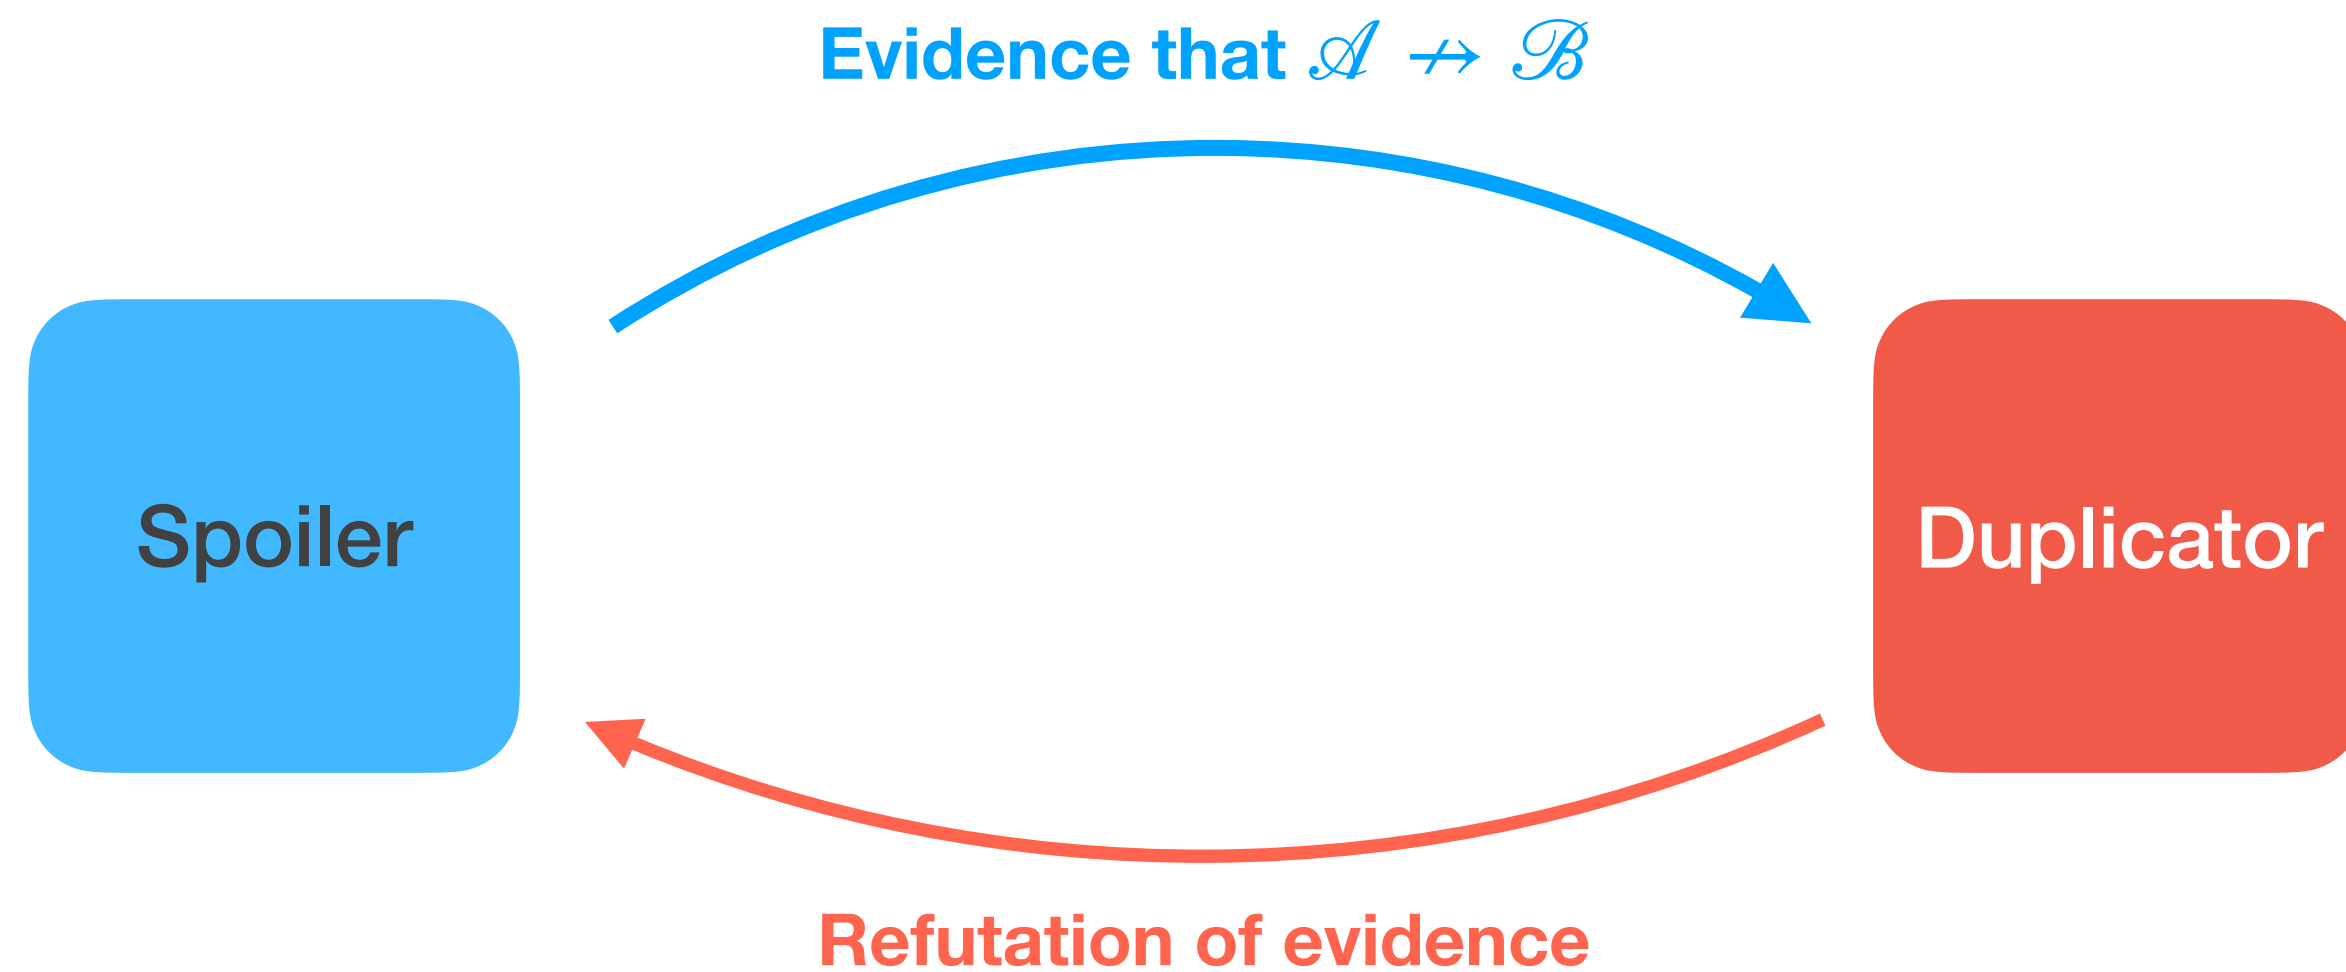 Evidence that 𝒜 ↛ ℬ
Spoiler
Duplicator
Refutation of evidence